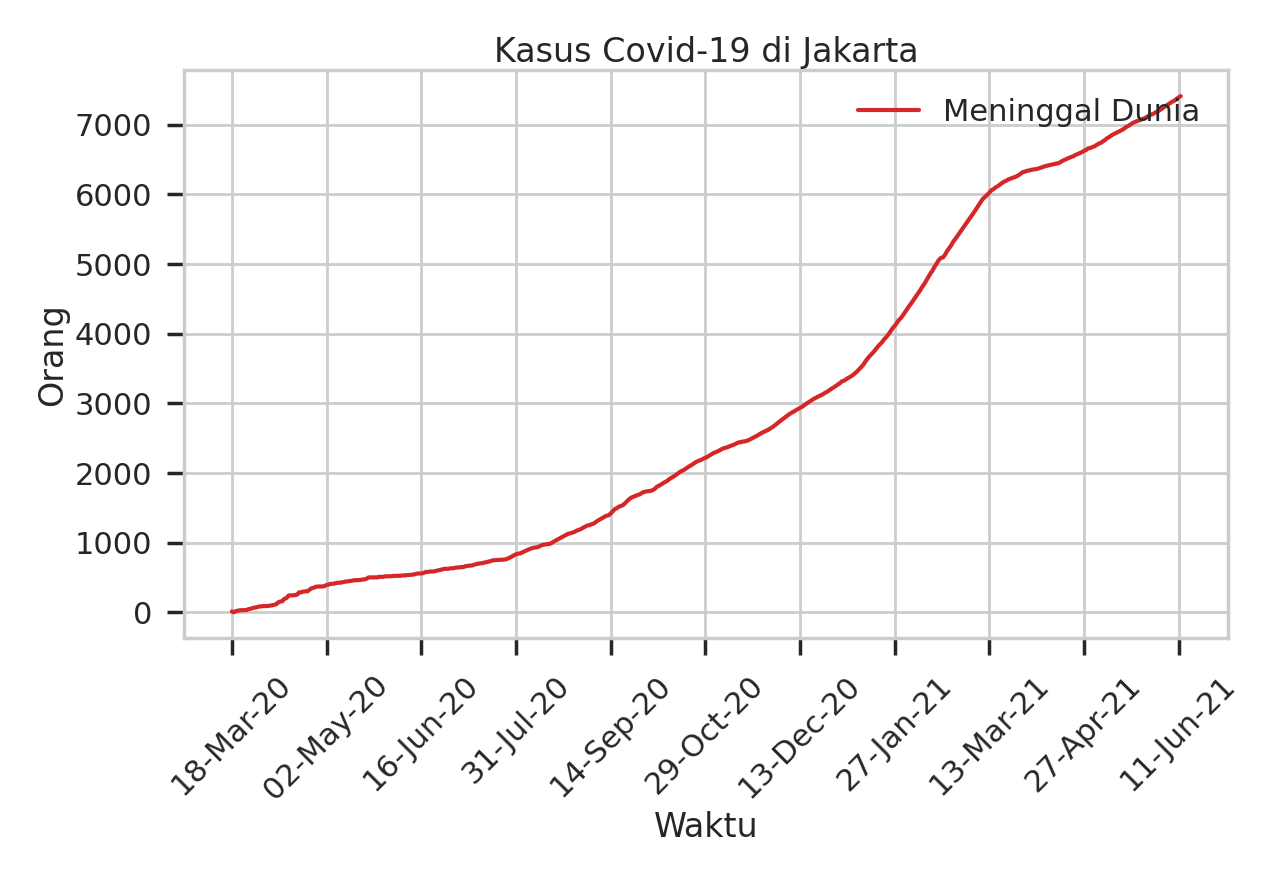 Kasus Covid-19 di Jakarta
Meninggal Dunia
Orang
7000
6000
5000
4000
3000
2000
1000
0
18-Mar-20
02-May-20
16-Jun-20
31-Jul-20
14-Sep-20
29-Oct-20
13-Dec-20
27-Jan-21
13-Mar-21
27-Apr-21
11-Jun-21
Waktu